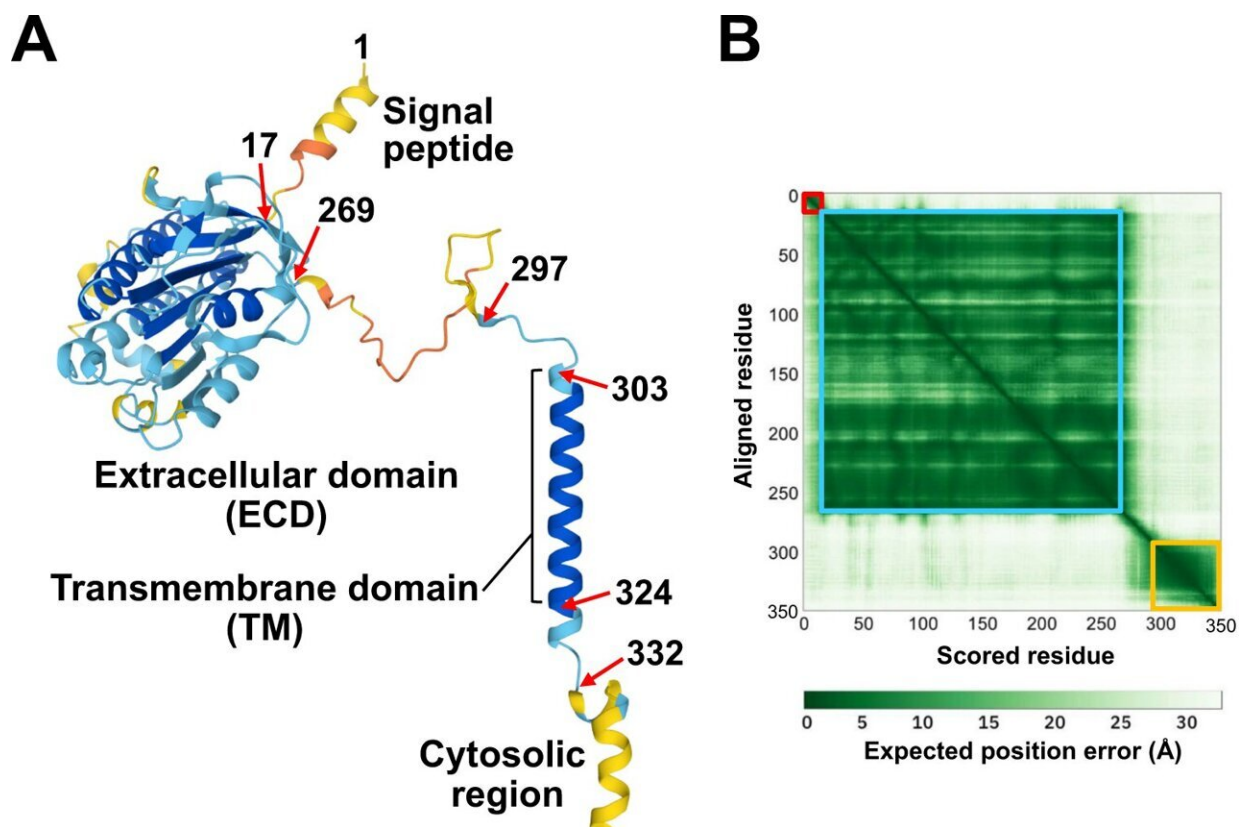 A
B
1
Signal
peptide
17
269
297
303
Extracellular domain
(ECD)
Transmembrane domain
(TM)
324
332
Cytosolic
region
0
50
100
150
200
250
300
350
Aligned residue
0 50 100 150 200 250 300 350
Scored residue
0 5 10 15 20 25 30
Expected position error (Å)